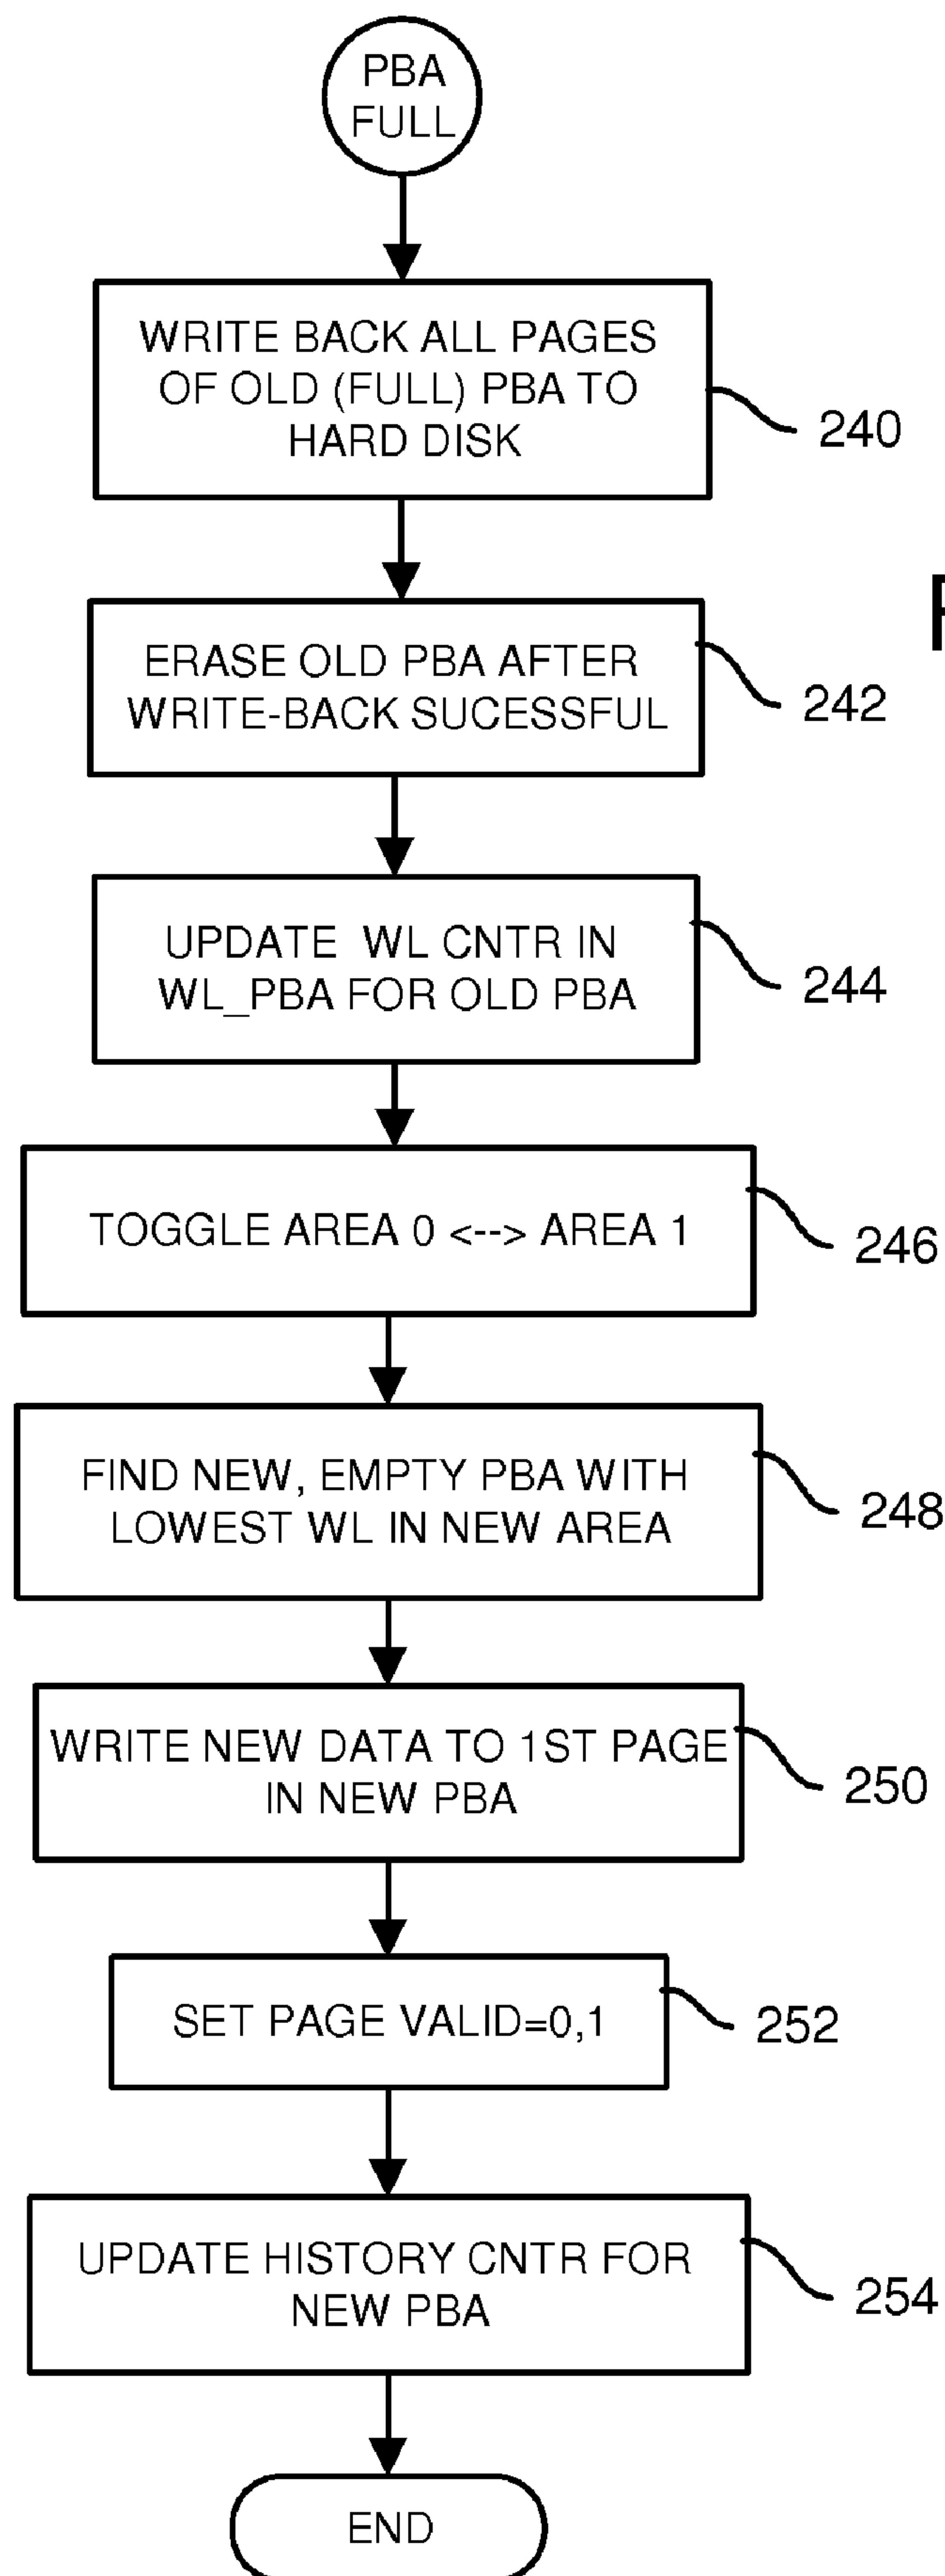 PBA
FULL
WRITE BACK ALL PAGES
OF OLD (FULL) PBA TO
HARD DISK
240
ERASE OLD PBA AFTER
WRITE-BACK SUCESSFUL
242
UPDATE WL CNTR IN
WL_PBA FOR OLD PBA
244
TOGGLE AREA 0 <--> AREA 1
246
FIND NEW, EMPTY PBA WITH
LOWEST WL IN NEW AREA
248
WRITE NEW DATA TO 1ST PAGE
IN NEW PBA
250
SET PAGE VALID=0,1
252
UPDATE HISTORY CNTR FOR
NEW PBA
254
END